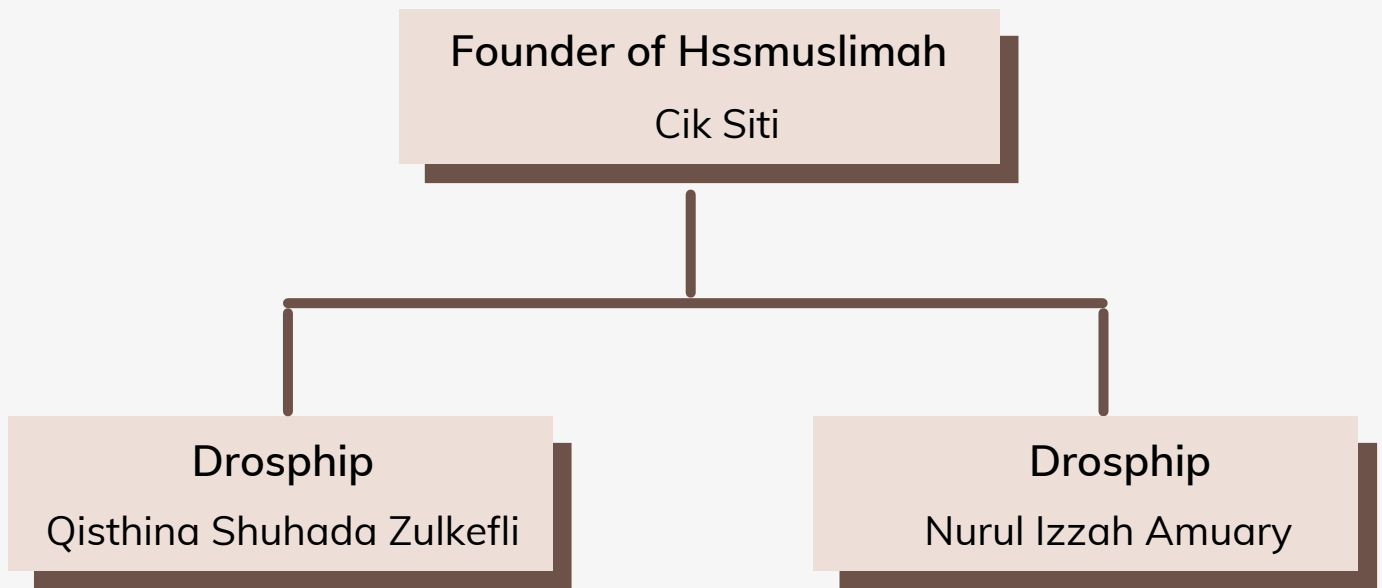 Founder of Hssmuslimah
Cik Siti
Drosphip
Qisthina Shuhada Zulkefli
Drosphip
Nurul Izzah Amuary